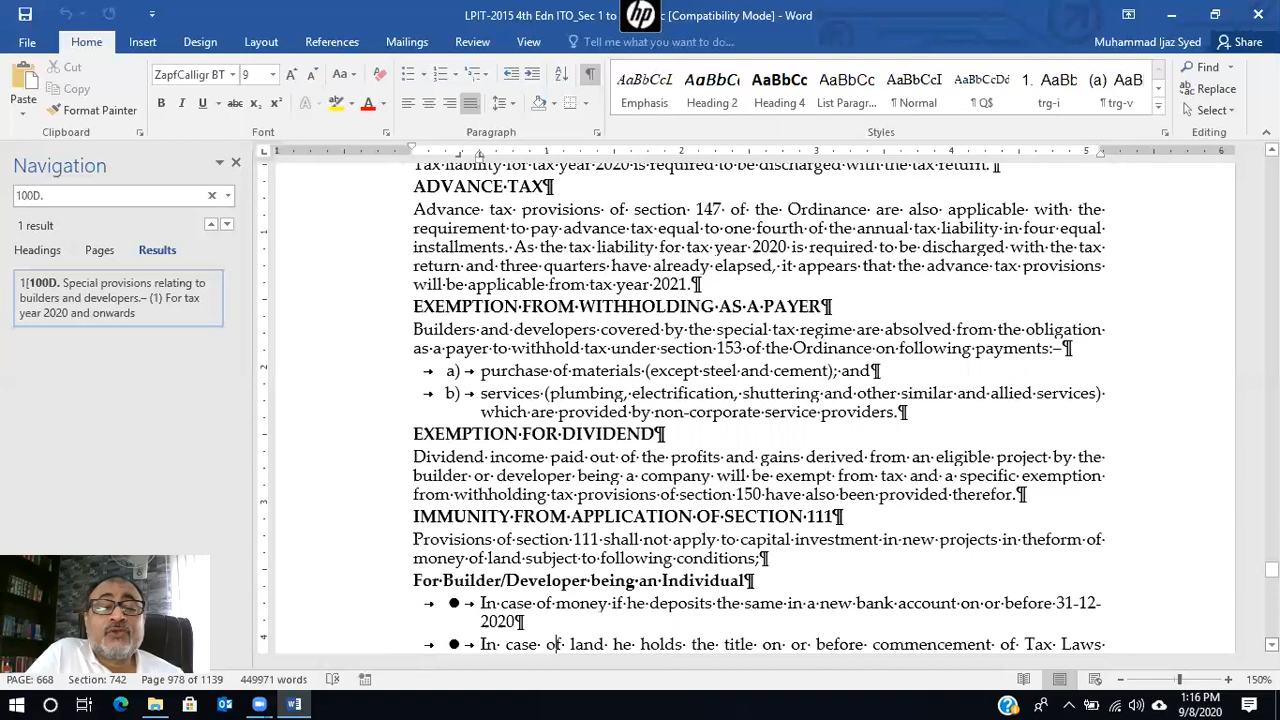 LPIT-2015 4th Edn ITO_Sec 1 to c [Compatibility Mode] - Word
hp
File Home Insert Design Layout References Mailings Review View Tell me what you want to do... Muhammad Ijaz Syed Share
Paste Cut Copy Format Painter
ZapfCalligr BT 9
Clipboard Font Paragraph Styles Editing
AaBbCcL Emphasis
AaBbC( Heading 2
AaBbCc Heading ...
AaBbCc List Paragr...
AaBbCc ¶ Normal
AaBbCcDd ¶ Q$
1. AaBb trg-i
(a) AaB ¶ trg-v
Find
Replace
Select
Navigation
100D.
1 result
Headings Pages Results
1[100D. Special provisions relating to
builders and developers.– (1) For tax
year 2020 and onwards
1 1 2 3 4 5 6
Tax liability for tax year 2020 is required to be discharged with the tax return. ¶
ADVANCE·TAX¶
Advance tax provisions of section 147 of the Ordinance are also applicable with the
requirement to pay advance tax equal to one fourth of the annual tax liability in four equal
installments. As the tax liability for tax year 2020 is required to be discharged with the tax
return and three quarters have already elapsed, it appears that the advance tax provisions
will be applicable from tax year 2021.¶
EXEMPTION·FROM·WITHHOLDING·AS·A·PAYER¶
Builders and developers covered by the special tax regime are absolved from the obligation
as a payer to withhold tax under section 153 of the Ordinance on following payments:–¶
a) purchase of materials (except steel and cement); and¶
b) services (plumbing, electrification, shuttering and other similar and allied services)
which are provided by non-corporate service providers.¶
EXEMPTION·FOR·DIVIDEND¶
Dividend income paid out of the profits and gains derived from an eligible project by the
builder or developer being a company will be exempt from tax and a specific exemption
from withholding tax provisions of section 150 have also been provided therefor.¶
IMMUNITY·FROM·APPLICATION·OF·SECTION·111¶
Provisions of section 111 shall not apply to capital investment in new projects in theform of
money of land subject to following conditions;¶
For·Builder/Developer·being·an·Individual¶
● In case of money if he deposits the same in a new bank account on or before 31-12-
2020¶
● In case of land he holds the title on or before commencement of Tax Laws
PAGE: 668 Section: 742 Page 978 of 1139 449971 words 150%
1:16 PM
9/8/2020